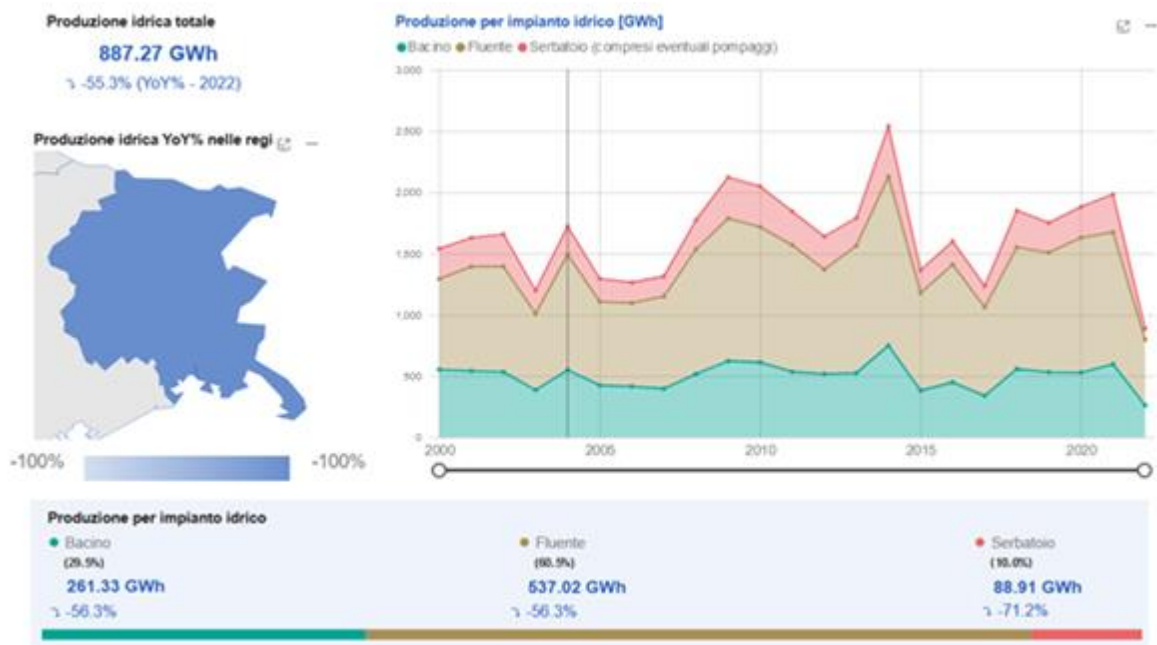 Produzione idrica totale
887.27 GWh
-55.3% (YoY% - 2022)
Produzione idrica YoY% nelle regi
-100%
-100%
Produzione per impianto idrico [GWh]
Bacino Fluente Serbatoio (compresi eventuali pompaggi)
3,000
2,500
2,000
1,500
1,000
500
0
2000 2005 2010 2015 2020
Produzione per impianto idrico
Bacino Fluente Serbatoio
(29.5%) (60.5%) (10.0%)
261.33 GWh 537.02 GWh 88.91 GWh
-56.3% -56.3% -71.2%